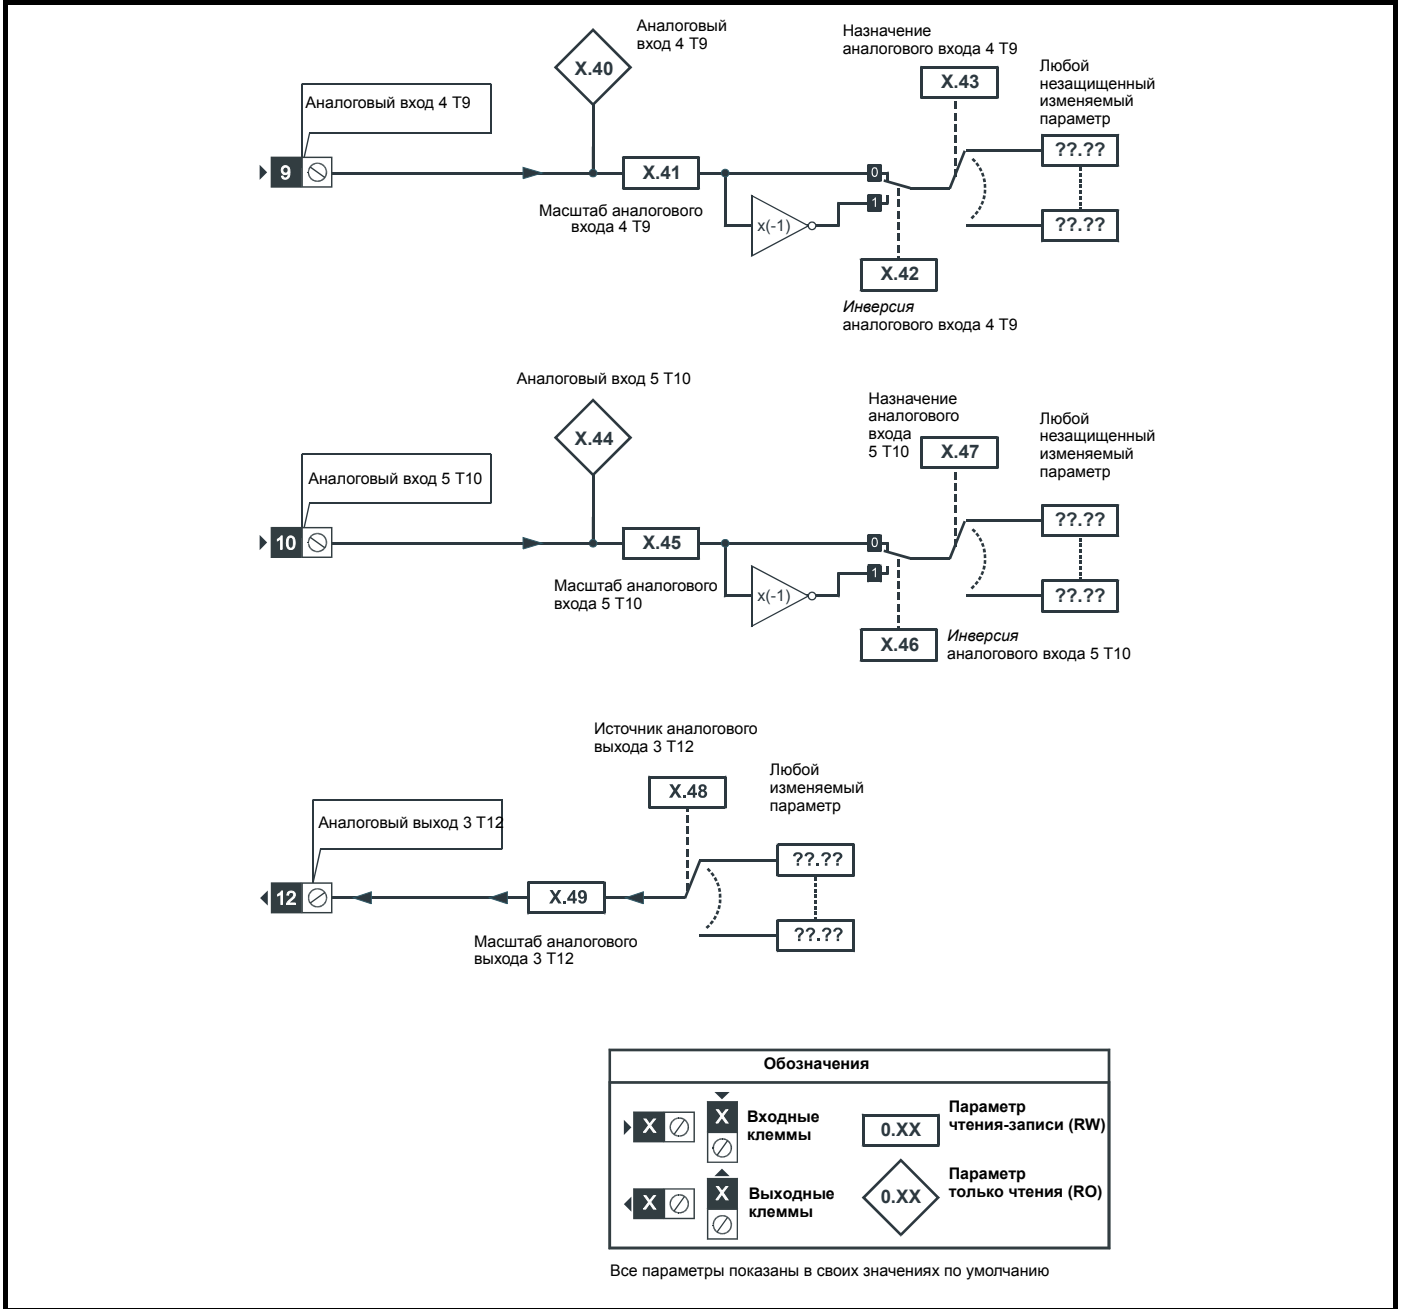 Аналоговый
вход 4 T9
X.40
Назначение
аналогового входа 4 T9
X.43
Любой
незащищенный
изменяемый
параметр
Аналоговый вход 4 T9
9
X.41
Масштаб аналогового
входа 4 T9
x(-1)
0
1
??.??
??.??
X.42
Инверсия
аналогового входа 4 T9
Аналоговый вход 5 T10
X.44
Назначение
аналогового
входа
5 T10
X.47
Любой
незащищенный
изменяемый
параметр
Аналоговый вход 5 T10
10
X.45
Масштаб аналогового
входа 5 T10
x(-1)
0
1
??.??
??.??
X.46
Инверсия
аналогового входа 5 T10
Источник аналогового
выхода 3 T12
X.48
Любой
изменяемый
параметр
Аналоговый выход 3 T12
12
X.49
Масштаб аналогового
выхода 3 T12
??.??
??.??
Обозначения
X
X
Входные
клеммы
0.XX
Параметр
чтения-записи (RW)
X
X
Выходные
клеммы
0.XX
Параметр
только чтения (RO)
Все параметры показаны в своих значениях по умолчанию